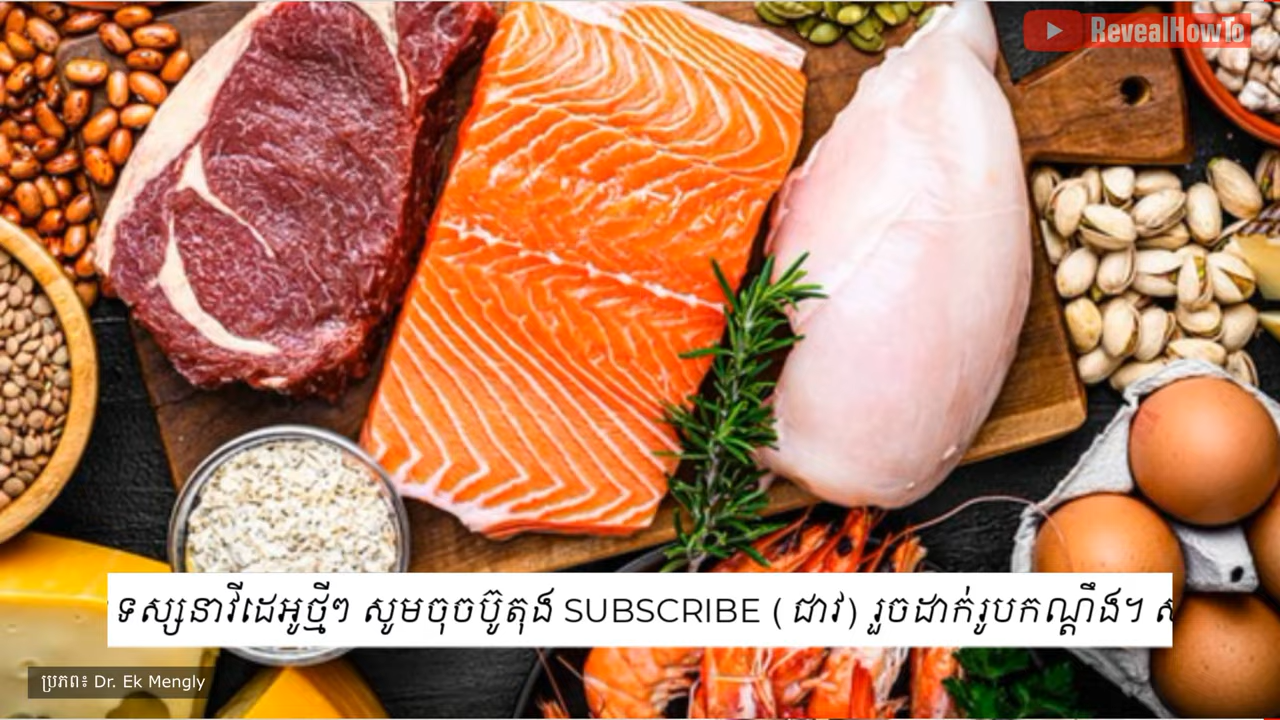 RevealHowTo
ទស្សនាវីដេអូថ្មីៗ សូមចុចប៊ូតុង SUBSCRIBE ( ជាវ) រួចដាក់រូបកណ្ដឹង។
ប្រភព៖ Dr. Ek Mengly